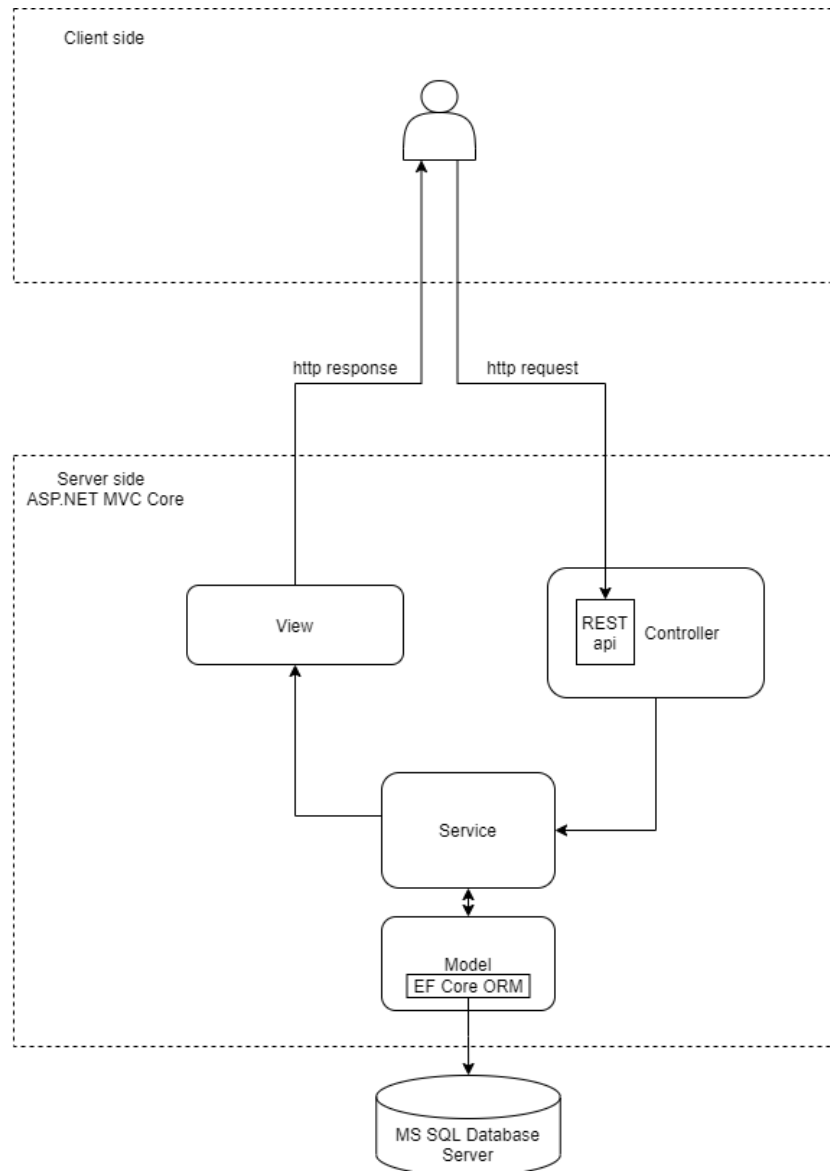 Client side
http response
http request
Server side
ASP.NET MVC Core
View
REST
api
Controller
Service
Model
EF Core ORM
MS SQL Database
Server